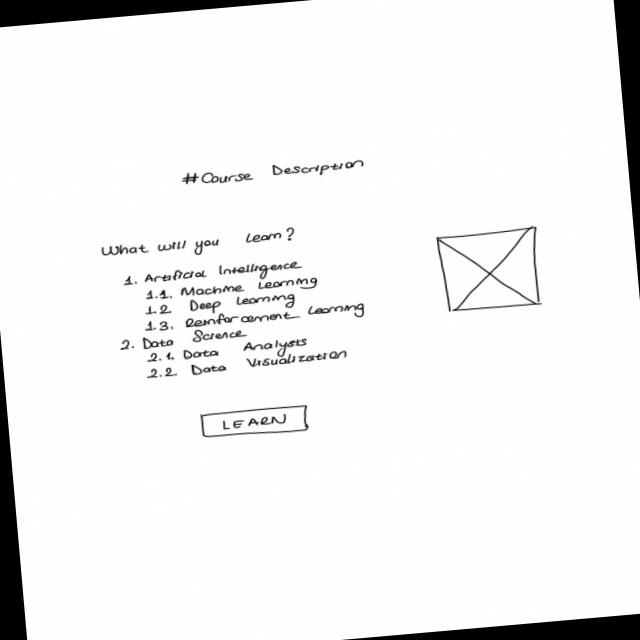 #Course Description
What will you learn?
1. Artificial Intelligence
1.1. Machine Learning
1.2 Deep Learning
1.3. Reinforcement Learning
2. Data Science
2.1. Data Analysts
2.2 Data Visualization
LEARN